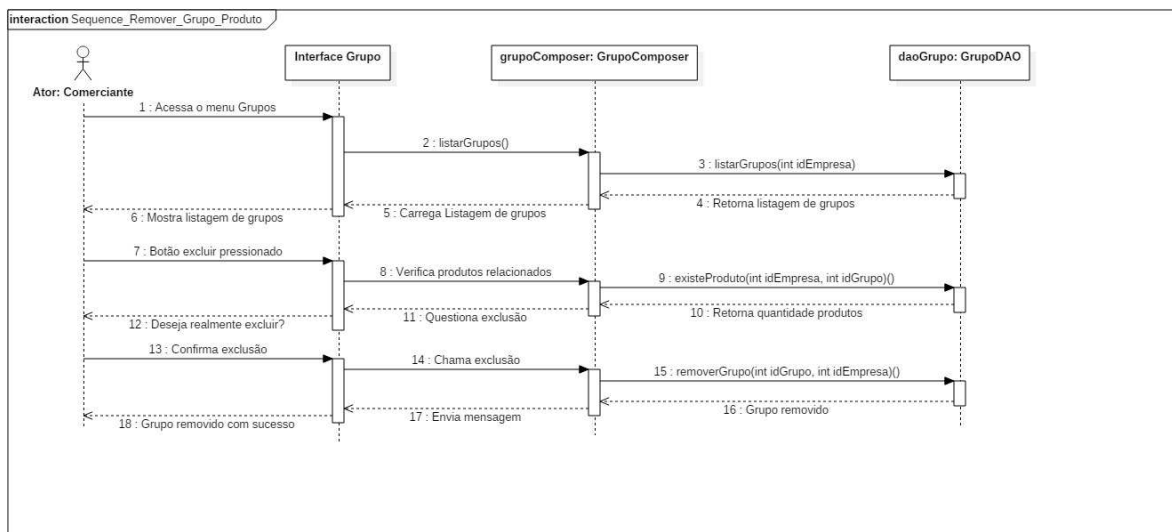 interaction Sequence_Remover_Grupo_Produto
Interface Grupo
grupoComposer: GrupoComposer
daoGrupo: GrupoDAO
Ator: Comerciante
1 : Acessa o menu Grupos
2 : listarGrupos()
3 : listarGrupos(int idEmpresa)
4 : Retorna listagem de grupos
5 : Carrega Listagem de grupos
6 : Mostra listagem de grupos
7 : Botão excluir pressionado
8 : Verifica produtos relacionados
9 : existeProduto(int idEmpresa, int idGrupo)()
10 : Retorna quantidade produtos
11 : Questiona exclusão
12 : Deseja realmente excluir?
13 : Confirma exclusão
14 : Chama exclusão
15 : removerGrupo(int idGrupo, int idEmpresa)()
16 : Grupo removido
17 : Envia mensagem
18 : Grupo removido com sucesso